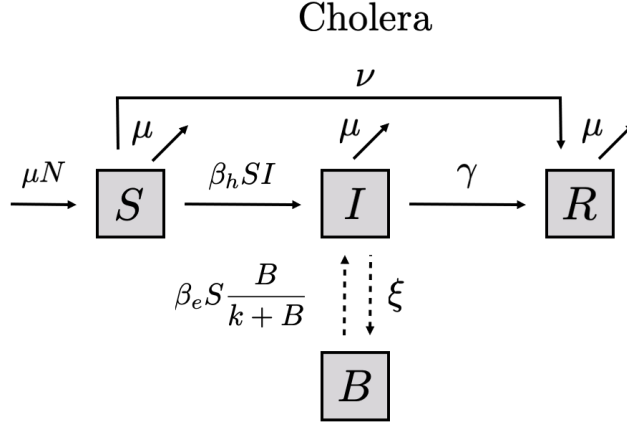 Cholera
ν
μ μ μ
μN S β_h SI I γ R
β_e S B/(k + B) ξ
B